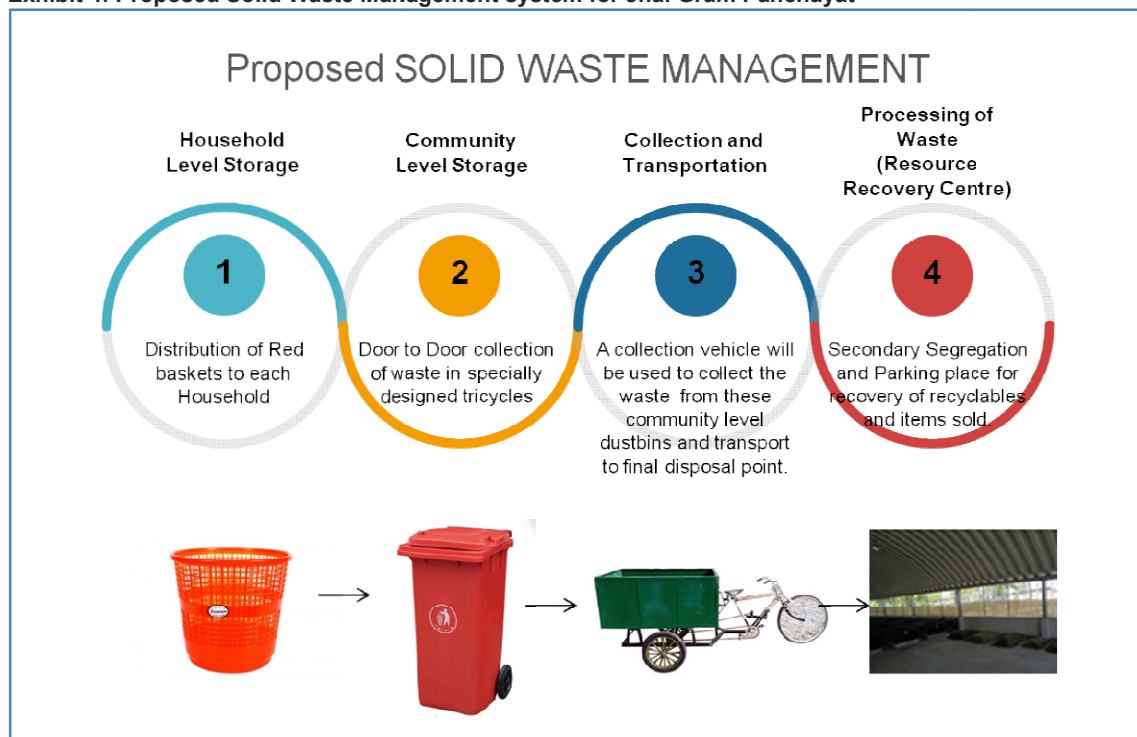 Proposed SOLID WASTE MANAGEMENT
Household
Level Storage
Community
Level Storage
Collection and
Transportation
Processing of
Waste
(Resource
Recovery Centre)
1
2
3
4
Distribution of Red
baskets to each
Household
Door to Door collection
of waste in specially
designed tricycles
A collection vehicle will
be used to collect the
waste from these
community level
dustbins and transport
to final disposal point.
Secondary Segregation
and Parking place for
recovery of recyclables
and items sold.